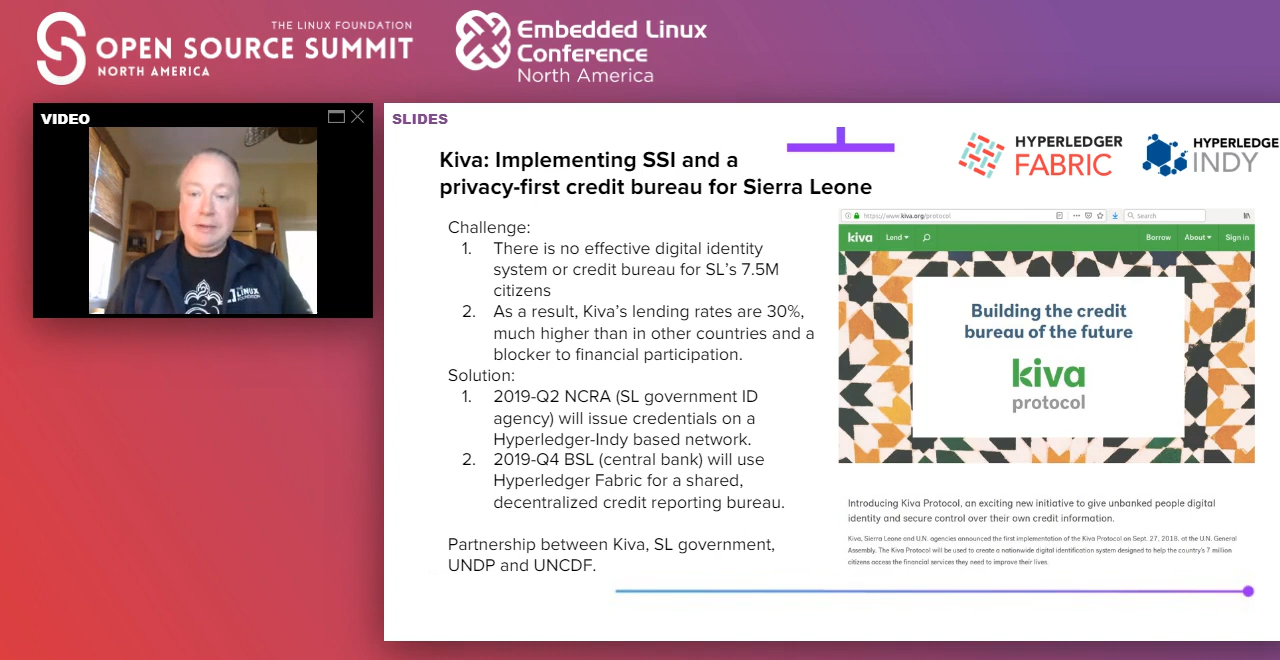 THE LINUX FOUNDATION
OPEN SOURCE SUMMIT
NORTH AMERICA
Embedded Linux
Conference
North America
VIDEO
THE
LINUX
FOUNDATION
SLIDES
Kiva: Implementing SSI and a
privacy-first credit bureau for Sierra Leone
HYPERLEDGER
FABRIC
HYPERLEDGE
INDY
Challenge:
1. There is no effective digital identity
system or credit bureau for SL's 7.5M
citizens
2. As a result, Kiva's lending rates are 30%,
much higher than in other countries and a
blocker to financial participation.
Solution:
1. 2019-Q2 NCRA (SL government ID
agency) will issue credentials on a
Hyperledger-Indy based network.
2. 2019-Q4 BSL (central bank) will use
Hyperledger Fabric for a shared,
decentralized credit reporting bureau.
Partnership between Kiva, SL government,
UNDP and UNCDF.
https://www.kiva.org/protocol
Search
kiva Lend Borrow About Sign in
Building the credit
bureau of the future
kiva
protocol
Introducing Kiva Protocol, an exciting new initiative to give unbanked people digital
identity and secure control over their own credit information.
Kiva, Sierra Leone and U.N. agencies announced the first implementation of the Kiva Protocol on Sept. 27, 2018, at the U.N. General
Assembly. The Kiva Protocol will be used to create a nationwide digital identification system designed to help the country's 7 million
citizens access the financial services they need to improve their lives.